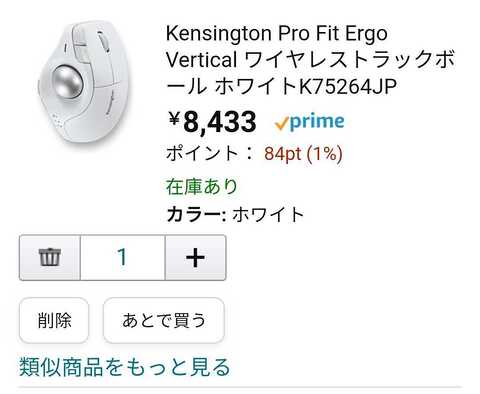 Kensington Pro Fit Ergo
Vertical ワイヤレストラックボ
ール ホワイトK75264JP
¥8,433 prime
ポイント： 84pt (1%)
在庫あり
カラー: ホワイト
1 +
削除 あとで買う
類似商品をもっと見る
Kensington